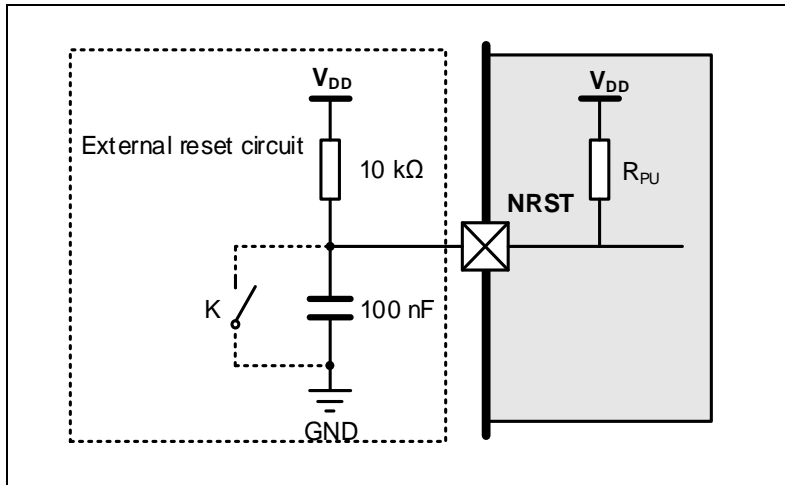 VDD
VDD
External reset circuit
10 kΩ
RPU
NRST
K
100 nF
GND